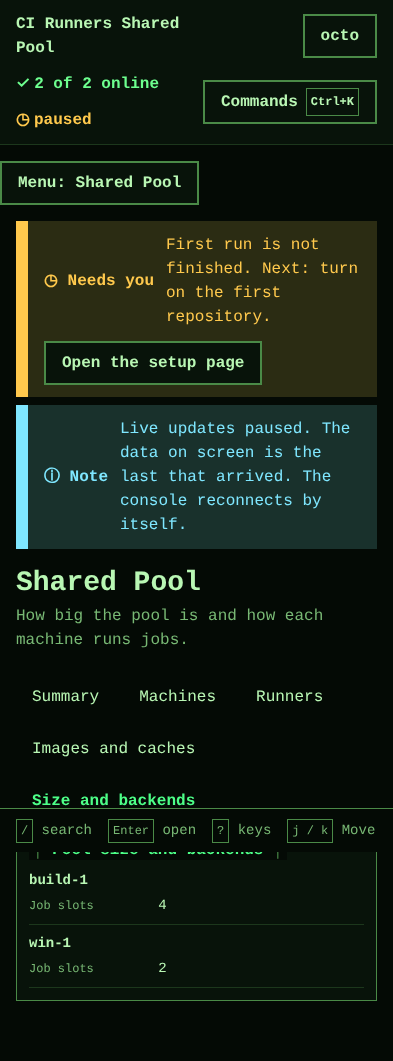 CI Runners Shared
Pool
octo
2 of 2 online
Commands Ctrl+K
paused
Menu: Shared Pool
Needs you
First run is not
finished. Next: turn
on the first
repository.
Open the setup page
Note
Live updates paused. The
data on screen is the
last that arrived. The
console reconnects by
itself.
Shared Pool
How big the pool is and how each
machine runs jobs.
Summary Machines Runners
Images and caches
Size and backends
/ search Enter open ? keys j / k Move
Pool size and backends
build-1
Job slots 4
win-1
Job slots 2